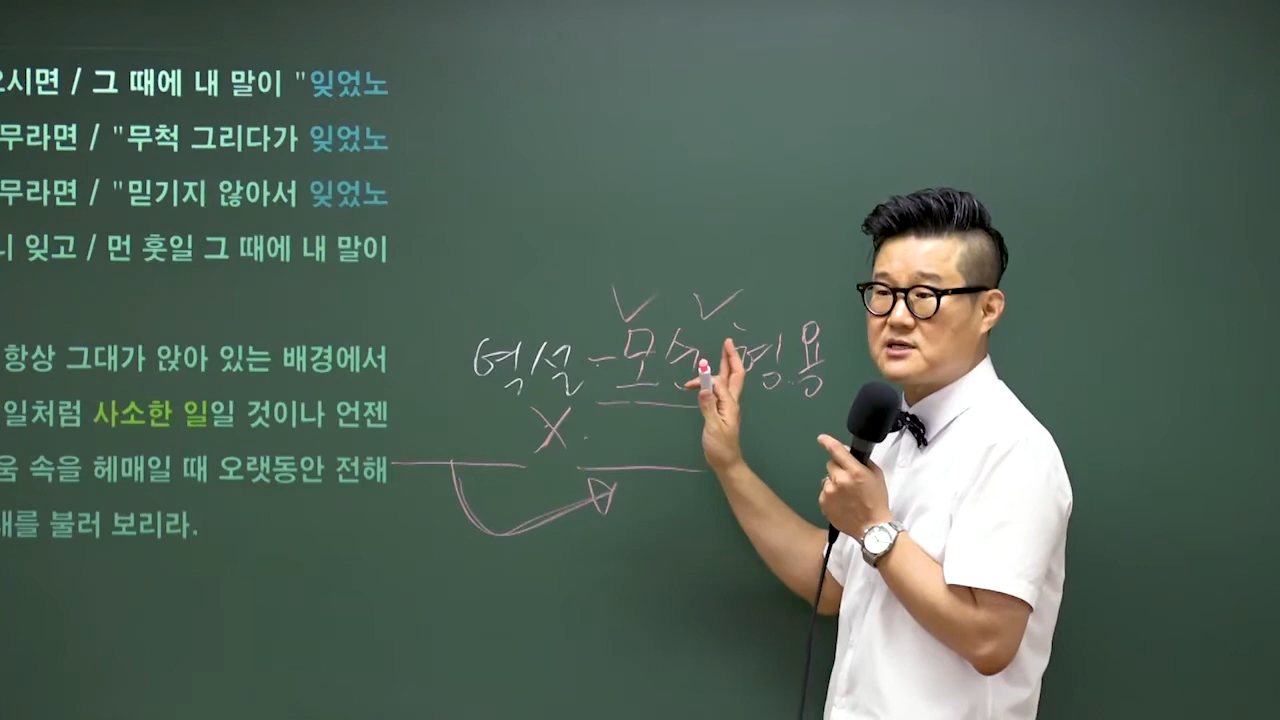 오시면 / 그 때에 내 말이 "잊었노
무라면 / "무척 그리다가 잊었노
무라면 / "믿기지 않아서 잊었노
니 잊고 / 먼 훗일 그 때에 내 말이
항상 그대가 앉아 있는 배경에서
일처럼 사소한 일일 것이나 언젠
움 속을 헤매일 때 오랫동안 전해
대를 불러 보리라.
역설-모순형용
X